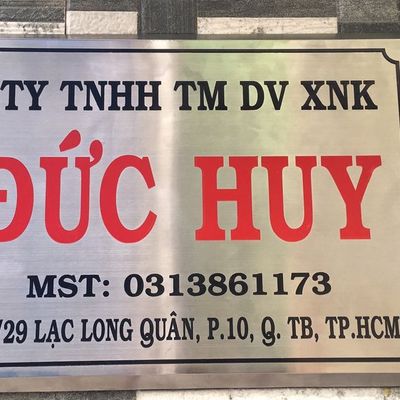 TY TNHH TM DV XNK
ĐỨC HUY
MST: 0313861173
/29 LẠC LONG QUÂN, P.10, Q. TB, TP.HCM